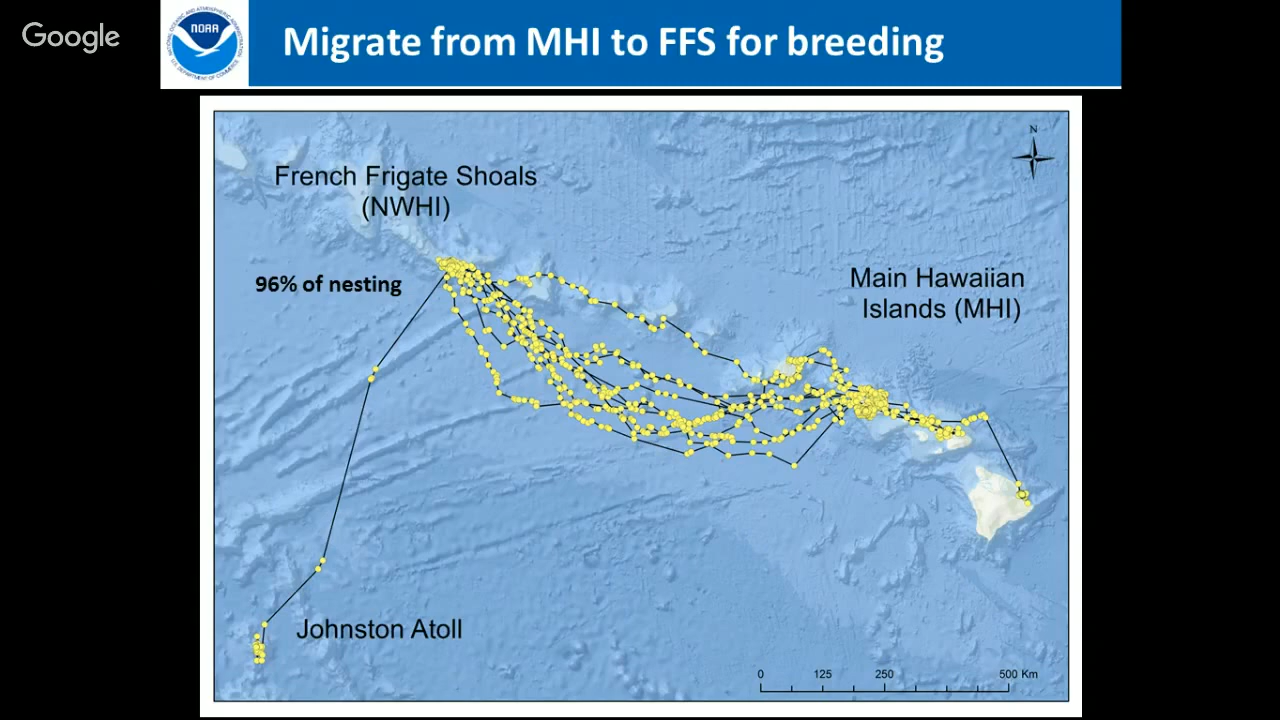 Google
NOAA
Migrate from MHI to FFS for breeding
N
French Frigate Shoals
(NWHI)
96% of nesting
Main Hawaiian
Islands (MHI)
Johnston Atoll
0 125 250 500 Km